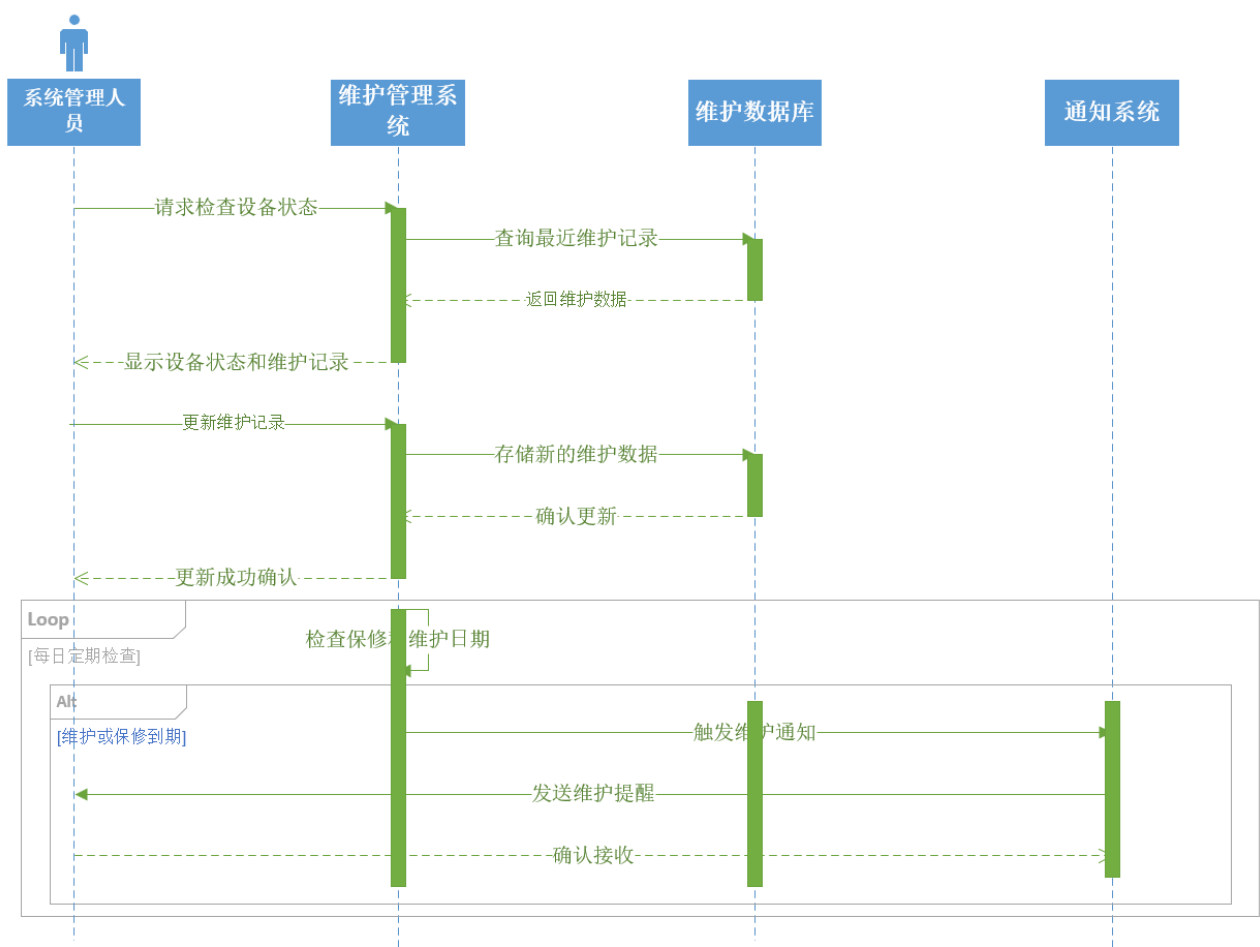 系统管理人
员
维护管理系
统
维护数据库
通知系统
请求检查设备状态
查询最近维护记录
返回维护数据
显示设备状态和维护记录
更新维护记录
存储新的维护数据
确认更新
更新成功确认
Loop
[每日定期检查]
检查保修和维护日期
Alt
[维护或保修到期]
触发维护通知
发送维护提醒
确认接收